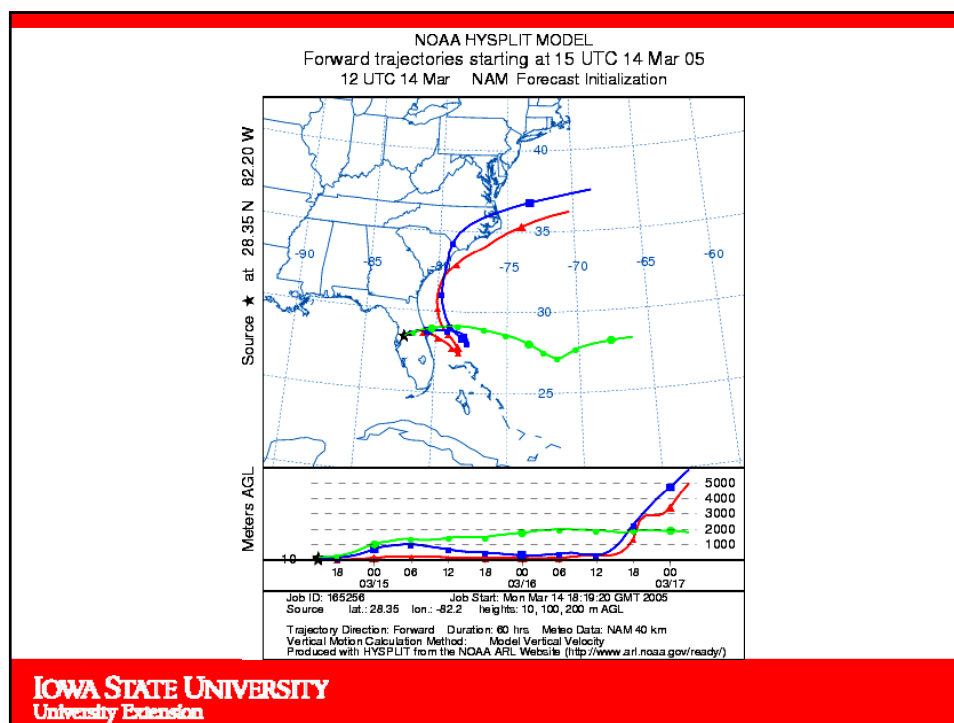 NOAA HYSPLIT MODEL
Forward trajectories starting at 15 UTC 14 Mar 05
12 UTC 14 Mar NAM Forecast Initialization
Source ★ at 28.35 N 82.20 W
40
35
-90
-80
-75
-70
-60
-65
30
25
Meters AGL
5000
4000
3000
2000
1000
18 00 06 12 18 00 06 12 18 00
03/15 03/16 03/17
Job ID: 165256 Job Start: Mon Mar 14 18:19:20 GMT 2005
Source lat.: 28.35 lon.: -82.2 heights: 10, 100, 200 m AGL
Trajectory Direction: Forward Duration: 60 hrs Meteo Data: NAM 40 km
Vertical Motion Calculation Method: Model Vertical Velocity
Produced with HYSPLIT from the NOAA ARL Website (http://www.arl.noaa.gov/ready/)
IOWA STATE UNIVERSITY
University Extension